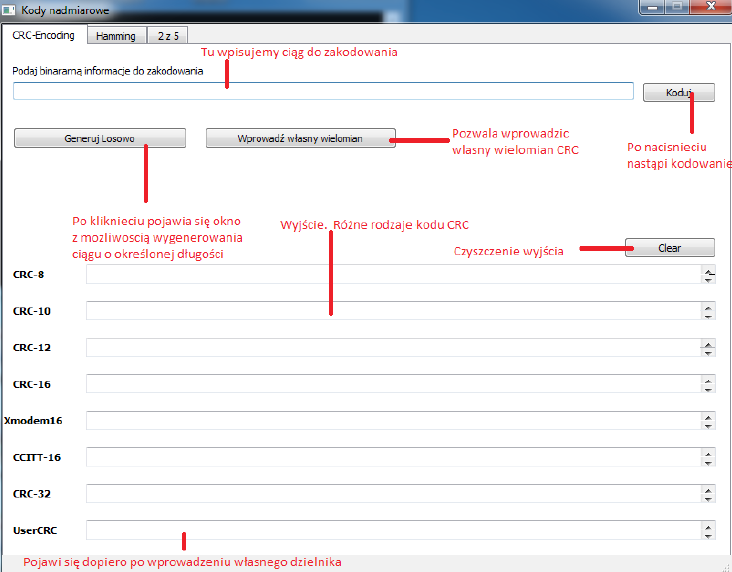 Kody nadmiarowe
CRC-Encoding
Hamming
2 z 5
Tu wpisujemy ciąg do zakodowania
Podaj binararną informacje do zakodowania
Koduj
Generuj Losowo
Wprowadź własny wielomian
Pozwala wprowadzic
własny wielomian CRC
Po nacisnieciu
nastąpi kodowanie
Po kliknięciu pojawia się okno
z możliwoscią wygenerowania
ciągu o określonej długości
Wyjście. Różne rodzaje kodu CRC
Czyszczenie wyjścia
Clear
CRC-8
CRC-10
CRC-12
CRC-16
Xmodem16
CCITT-16
CRC-32
UserCRC
Pojawi się dopiero po wprowadzeniu własnego dzielnika